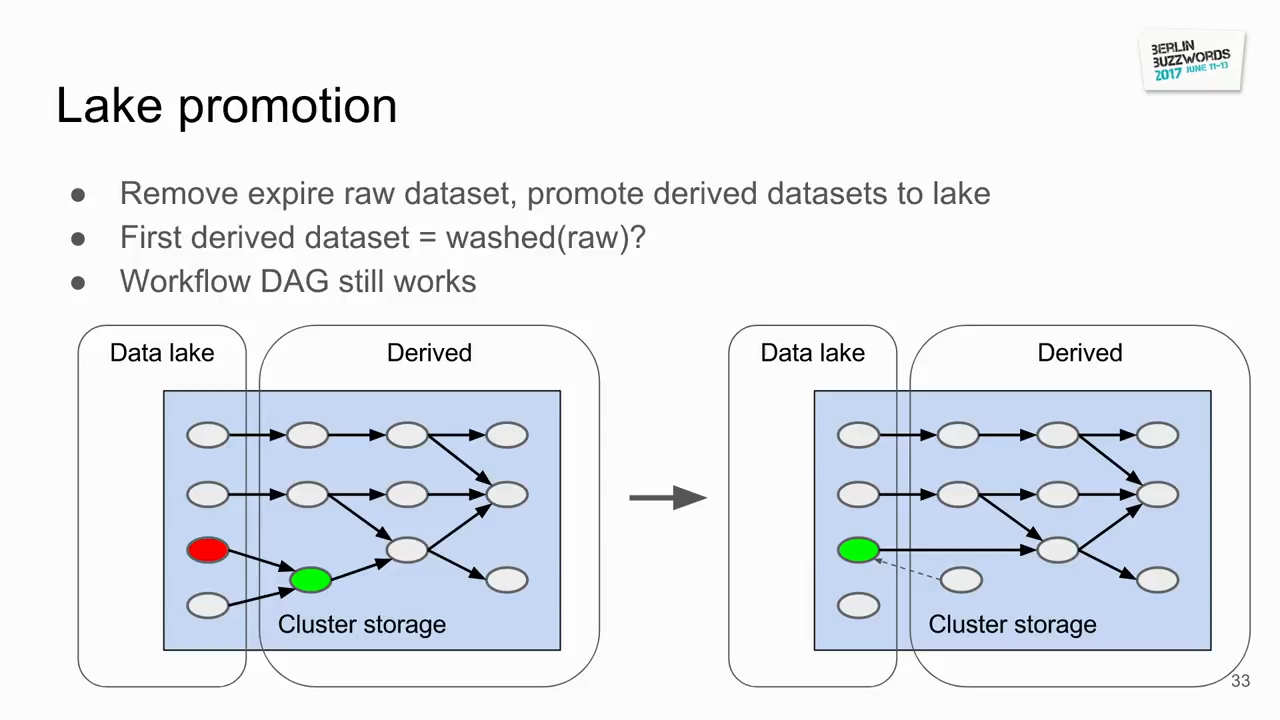 BERLIN
BUZZWORDS
2017 JUNE 11-13
Lake promotion
● Remove expire raw dataset, promote derived datasets to lake
● First derived dataset = washed(raw)?
● Workflow DAG still works
Data lake
Derived
Cluster storage
Data lake
Derived
Cluster storage
33